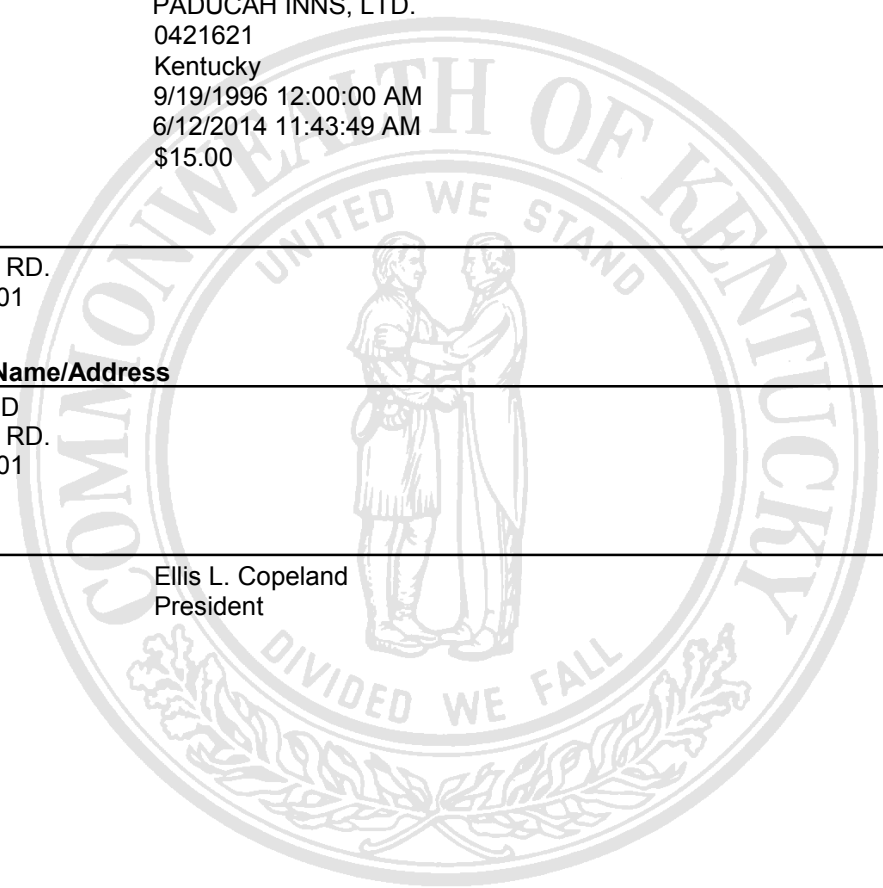 PADUCAH INNS, LTD.
0421621
Kentucky
9/19/1996 12:00:00 AM
6/12/2014 11:43:49 AM
$15.00
RD.
01
Name/Address
D
RD.
01
Ellis L. Copeland
President
COMMONWEALTH OF KENTUCKY
UNITED WE STAND
DIVIDED WE FALL